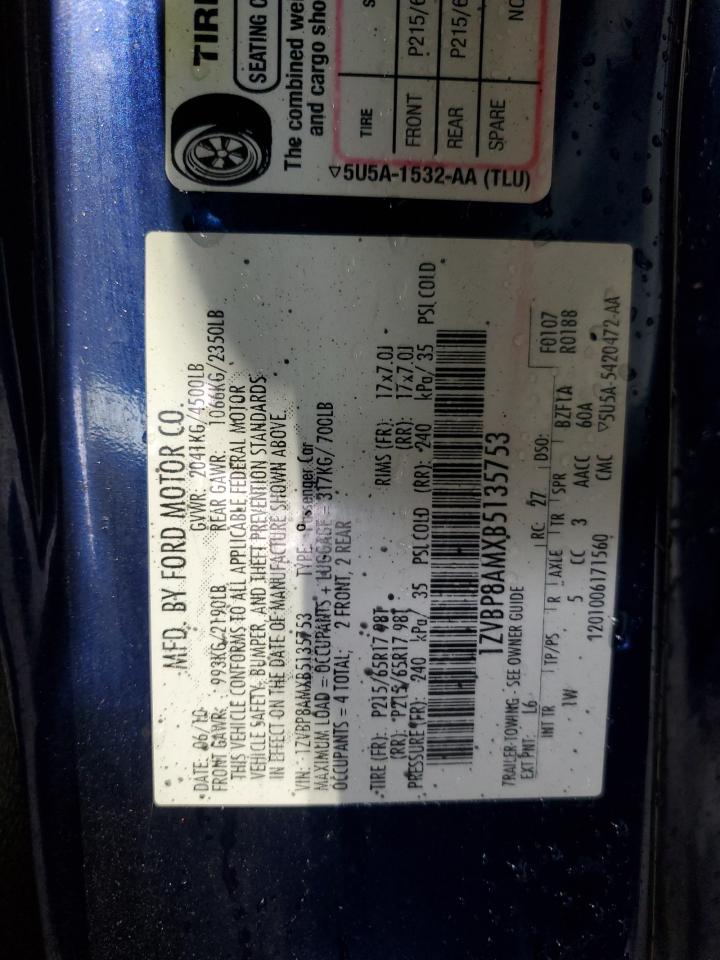 TIRE
SEATING C
The combined wei
and cargo sho
TIRE S
FRONT P215/6
REAR P215/6
SPARE NO
▽5U5A-1532-AA (TLU)
MFD. BY FORD MOTOR CO.
DATE: 06/10 GVWR: 2041KG/4500LB
FRONT GAWR: 993KG/2190LB REAR GAWR: 1066KG/2350LB
THIS VEHICLE CONFORMS TO ALL APPLICABLE FEDERAL MOTOR
VEHICLE SAFETY, BUMPER, AND THEFT PREVENTION STANDARDS
IN EFFECT ON THE DATE OF MANUFACTURE SHOWN ABOVE.
VIN: 1ZVBP8AMXB5135753 TYPE: Passenger Car
MAXIMUM LOAD = OCCUPANTS + LUGGAGE = 317KG/ 700LB
OCCUPANTS = 4 TOTAL; 2 FRONT, 2 REAR
TIRE (FR): P215/65R17 98T RIMS (FR): 17x7.0J
(RR): P215/65R17 98T (RR): 17x7.0J
PRESSURE (FR): 240 kPa/ 35 PSI COLD (RR): 240 kPa/ 35 PSI COLD
1ZVBP8AMXB5135753
TRAILER-TOWING - SEE OWNER GUIDE
EXT PNT: L6 RC: 27 DSO: F0107
R0188
INT TR TP/PS R AXLE TR SPR BZF1A
1W 5 CC 3 AACC 60A
1201006171560 CMC ▽5U5A-5420472-AA